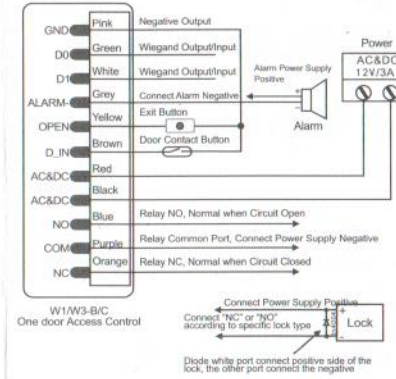 GND Pink Negative Output
D0 Green Wiegand Output/Input
D1 White Wiegand Output/Input
ALARM- Grey Connect Alarm Negative
OPEN Yellow Exit Button
D_IN Brown Door Contact Button
AC&DC Red
AC&DC Black
NO Blue Relay NO, Normal when Circuit Open
COM Purple Relay Common Port, Connect Power Supply Negative
NC Orange Relay NC, Normal when Circuit Closed
Alarm Power Supply
Positive
+
-
Alarm
Power
AC&DC
12V/3A
W1/W3-B/C
One door Access Control
Connect Power Supply Positive
Connect "NC" or "NO"
according to specific lock type
+
-
Lock
Diode white port connect positive side of the
lock, the other port connect the negative